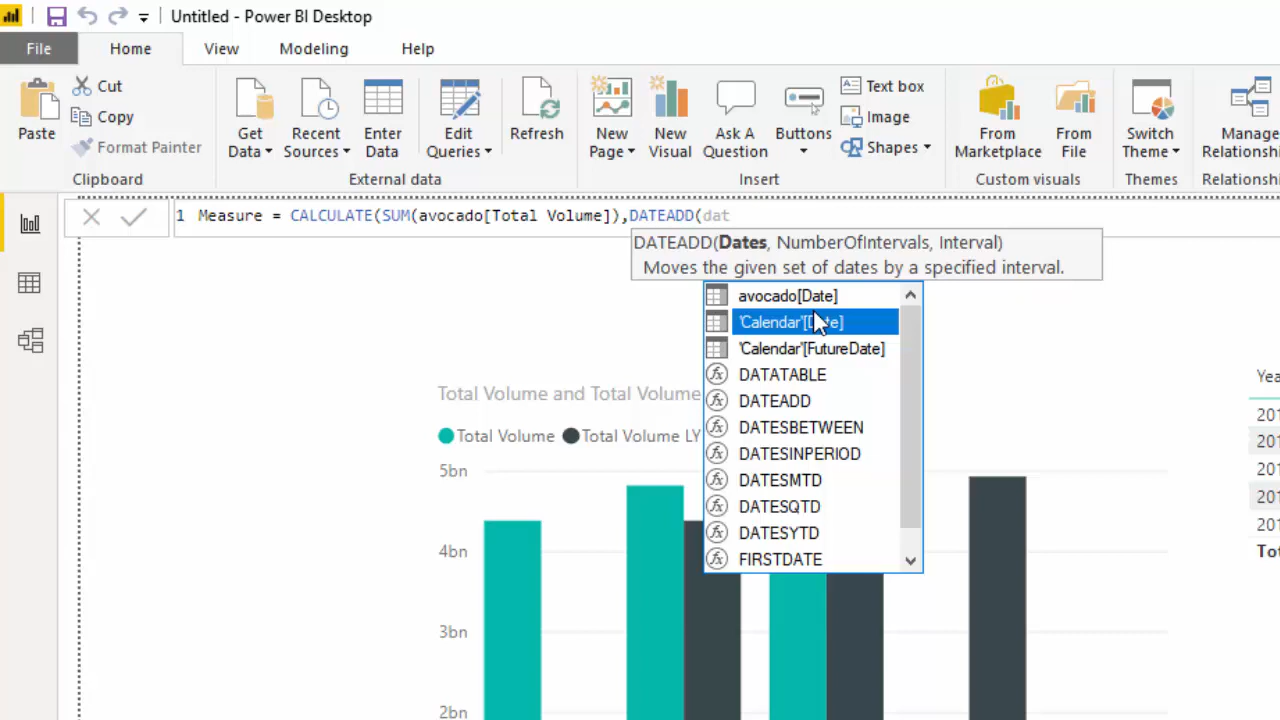 Untitled - Power BI Desktop
File Home View Modeling Help
Cut
Copy
Format Painter
Paste
Clipboard
Get Data
Recent Sources
Enter Data
Edit Queries
Refresh
External data
New Page
New Visual
Ask A Question
Buttons
Text box
Image
Shapes
Insert
From Marketplace
From File
Custom visuals
Switch Theme
Themes
Manage
Relationshi
Relationshi
1 Measure = CALCULATE(SUM(avocado[Total Volume]),DATEADD(dat
DATEADD(Dates, NumberOfIntervals, Interval)
Moves the given set of dates by a specified interval.
avocado[Date]
'Calendar'[Date]
'Calendar'[FutureDate]
DATATABLE
DATEADD
DATESBETWEEN
DATESINPERIOD
DATESMTD
DATESQTD
DATESYTD
FIRSTDATE
Total Volume and Total Volume
Total Volume Total Volume LY
5bn
4bn
3bn
2bn
Yea
201
201
201
201
201
Tot